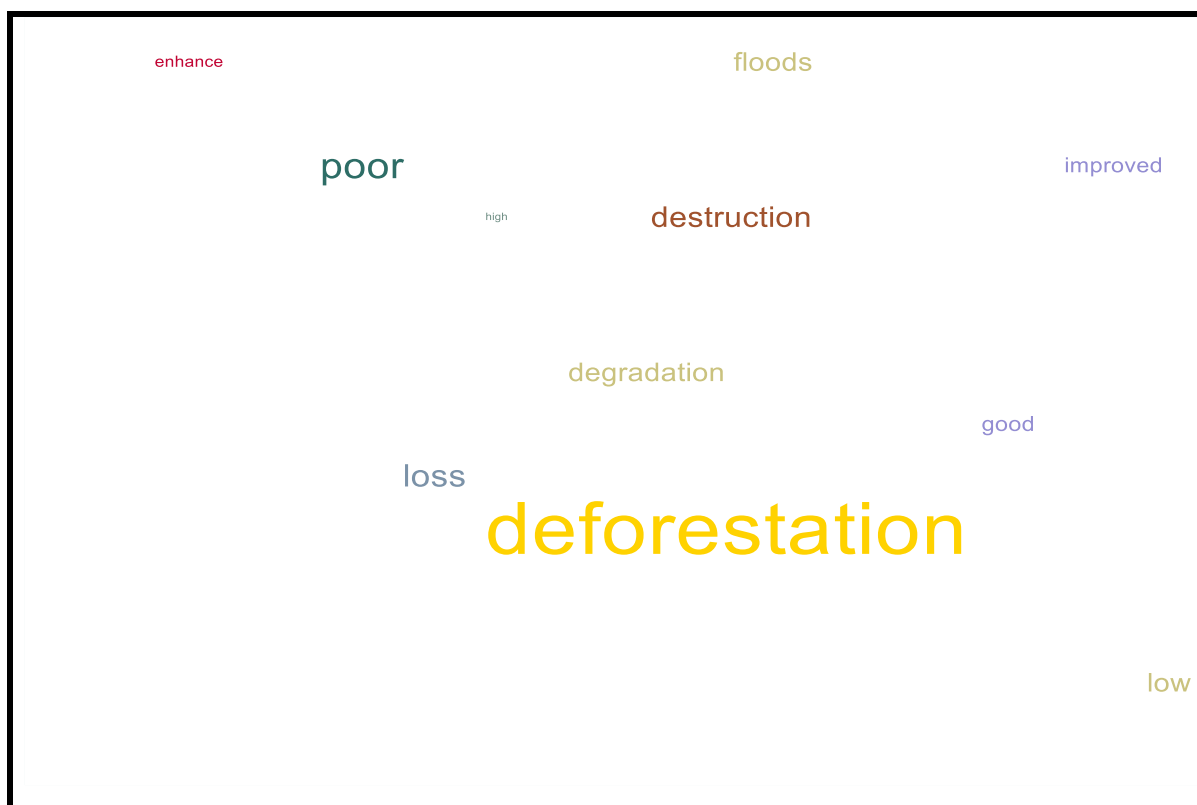 enhance floods
poor improved
high destruction
degradation
good
loss
deforestation
low